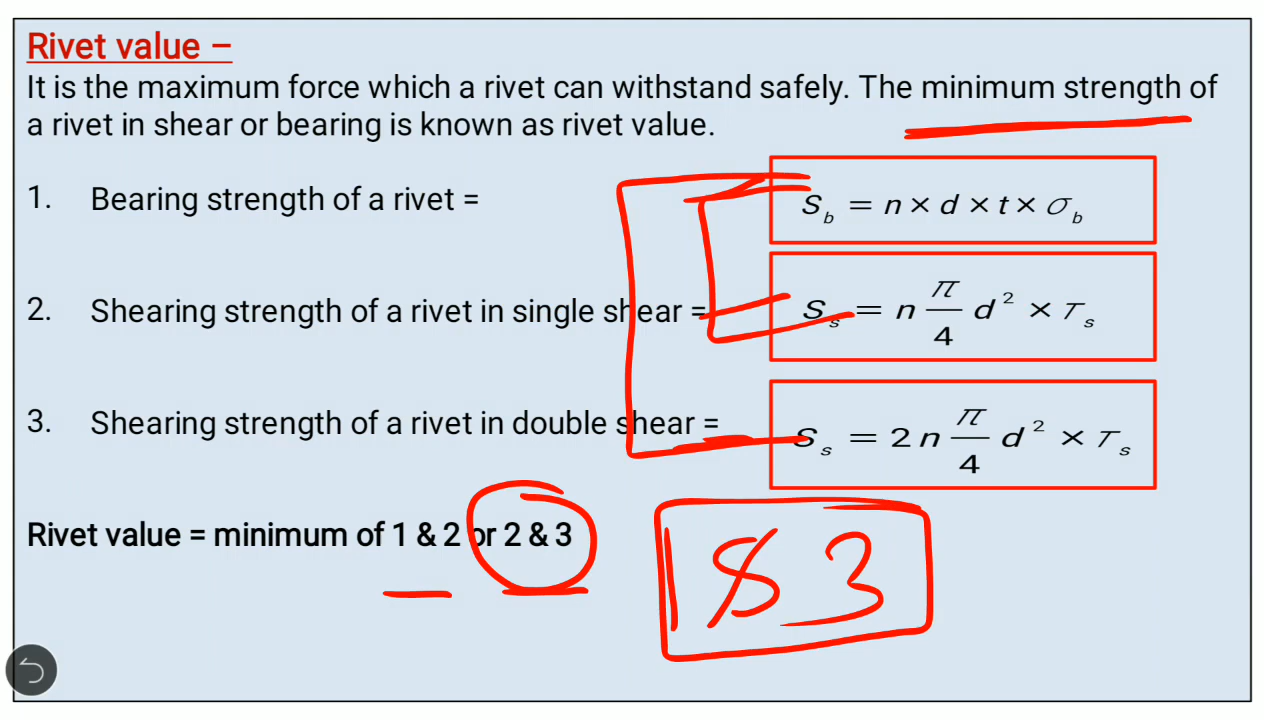 Rivet value –
It is the maximum force which a rivet can withstand safely. The minimum strength of
a rivet in shear or bearing is known as rivet value.
1. Bearing strength of a rivet = S_b = n × d × t × σ_b
2. Shearing strength of a rivet in single shear = S_s = n π/4 d² × τ_s
3. Shearing strength of a rivet in double shear = S_s = 2 n π/4 d² × τ_s
Rivet value = minimum of 1 & 2 or 2 & 3
1 & 3